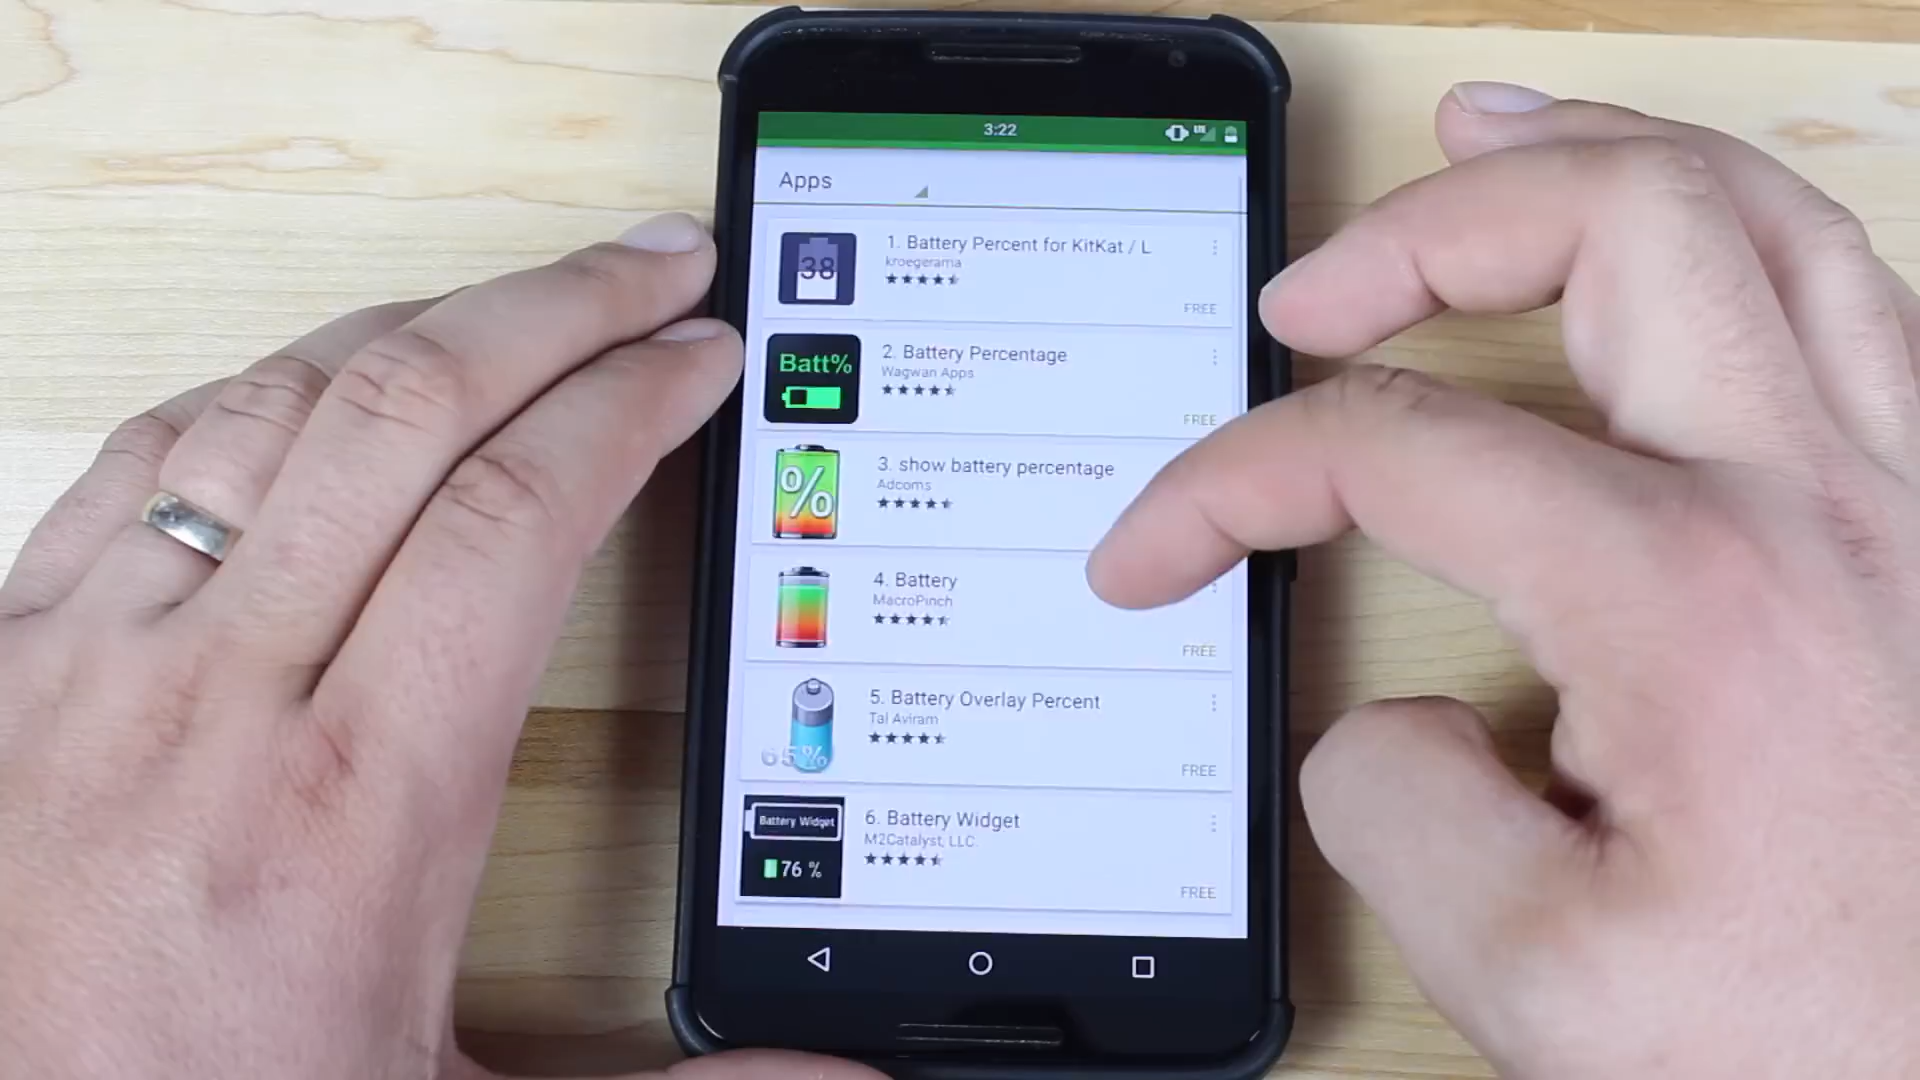 3:22
LTE
Apps
38
1. Battery Percent for KitKat / L
kroegerama
FREE
Batt%
2. Battery Percentage
Wagwan Apps
FREE
%
3. show battery percentage
Adcoms
4. Battery
MacroPinch
FREE
65%
5. Battery Overlay Percent
Tal Aviram
FREE
Battery Widget
76 %
6. Battery Widget
M2Catalyst, LLC.
FREE